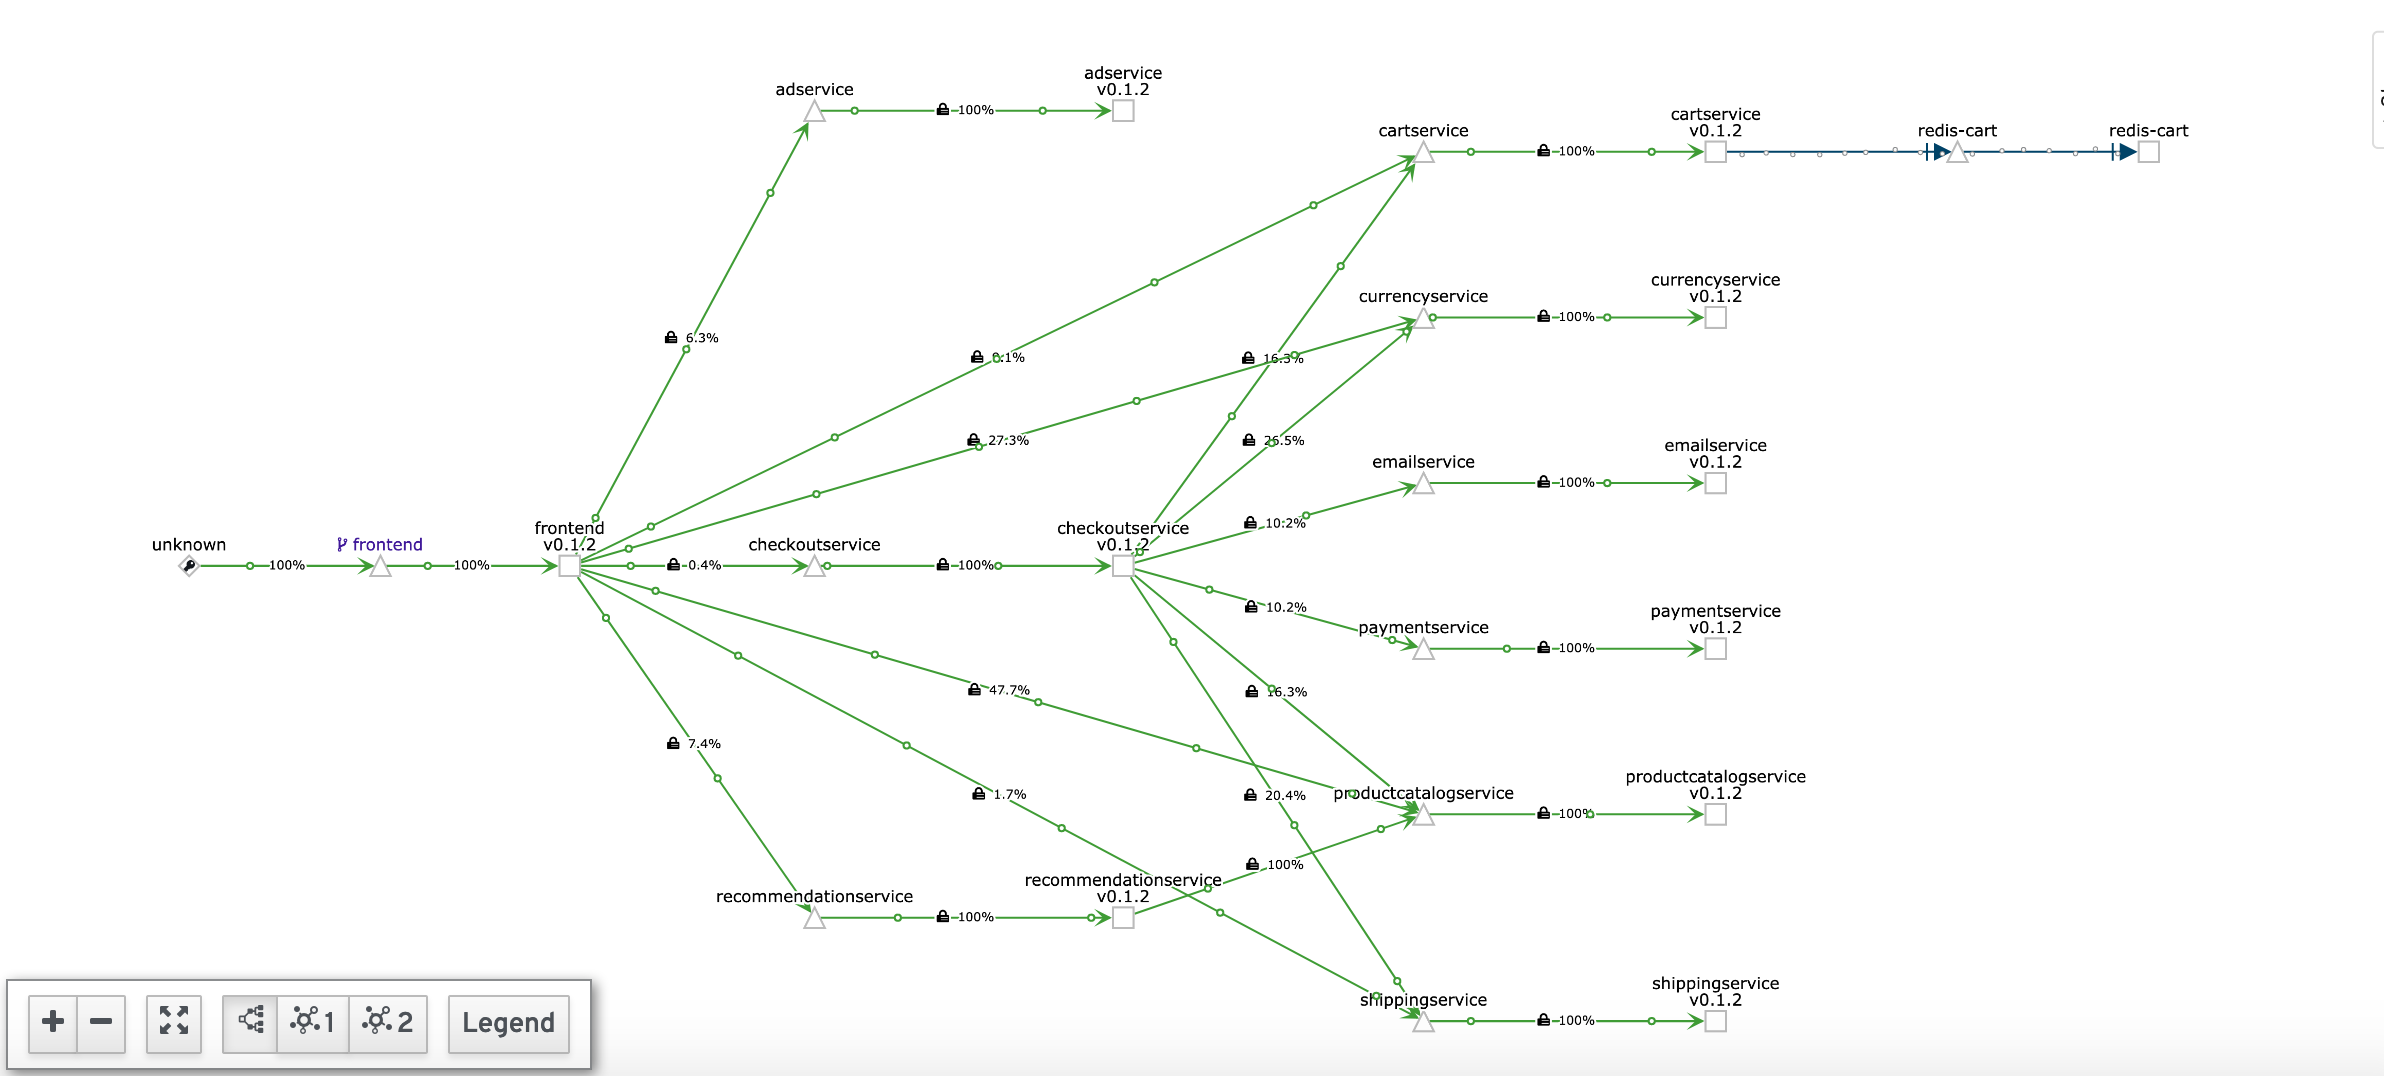 adservice
adservice
v0.1.2
100%
cartservice
cartservice
v0.1.2
100%
redis-cart
redis-cart
currencyservice
currencyservice
v0.1.2
100%
6.3%
16.3%
27.3%
26.5%
emailservice
emailservice
v0.1.2
100%
unknown
100%
frontend
100%
frontend
v0.1.2
0.4%
checkoutservice
100%
checkoutservice
v0.1.2
10.2%
10.2%
paymentservice
paymentservice
v0.1.2
100%
47.7%
16.3%
7.4%
1.7%
20.4%
productcatalogservice
productcatalogservice
v0.1.2
100%
100%
recommendationservice
100%
recommendationservice
v0.1.2
shippingservice
shippingservice
v0.1.2
100%
1
2
Legend